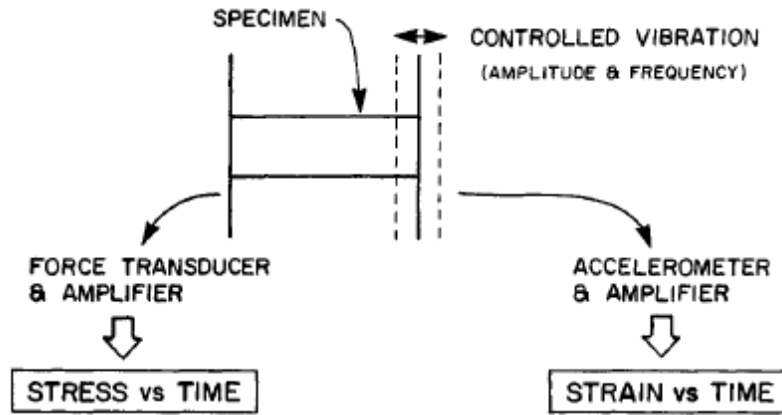 SPECIMEN
CONTROLLED VIBRATION
(AMPLITUDE & FREQUENCY)
FORCE TRANSDUCER
& AMPLIFIER
ACCELEROMETER
& AMPLIFIER
STRESS vs TIME
STRAIN vs TIME